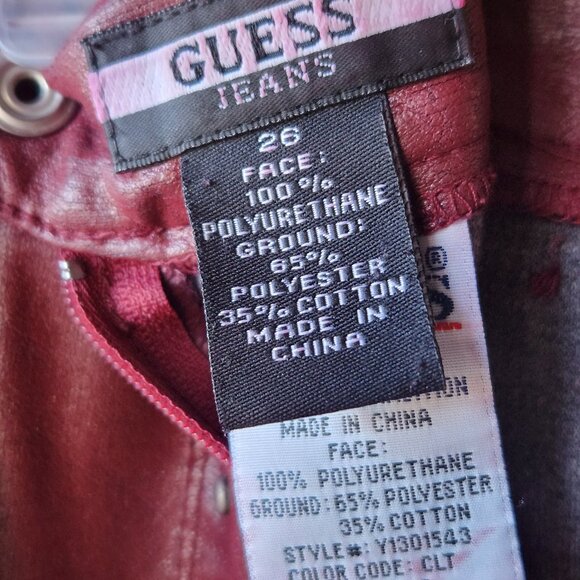 GUESS
JEANS
26
FACE:
100%
POLYURETHANE
GROUND:
65%
POLYESTER
35% COTTON
MADE IN
CHINA
®
S
MADE IN CHINA
FACE:
100% POLYURETHANE
GROUND: 65% POLYESTER
35% COTTON
STYLE#: Y1301543
COLOR CODE: CLT